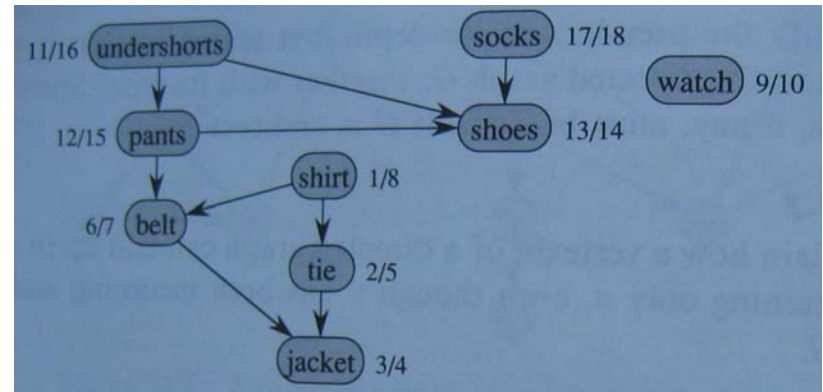 11/16 undershorts
socks 17/18
watch 9/10
12/15 pants
shoes 13/14
shirt 1/8
6/7 belt
tie 2/5
jacket 3/4